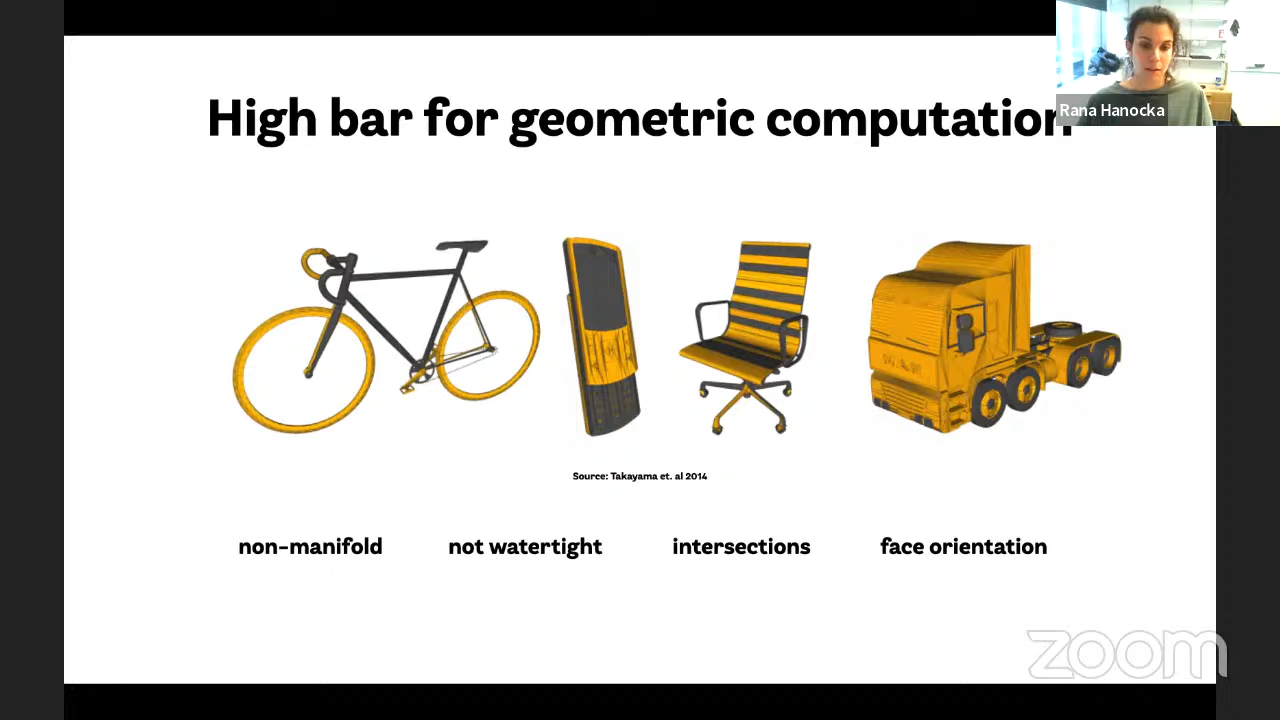 High bar for geometric computation
Rana Hanocka
Source: Takayama et. al 2014
non-manifold
not watertight
intersections
face orientation
zoom